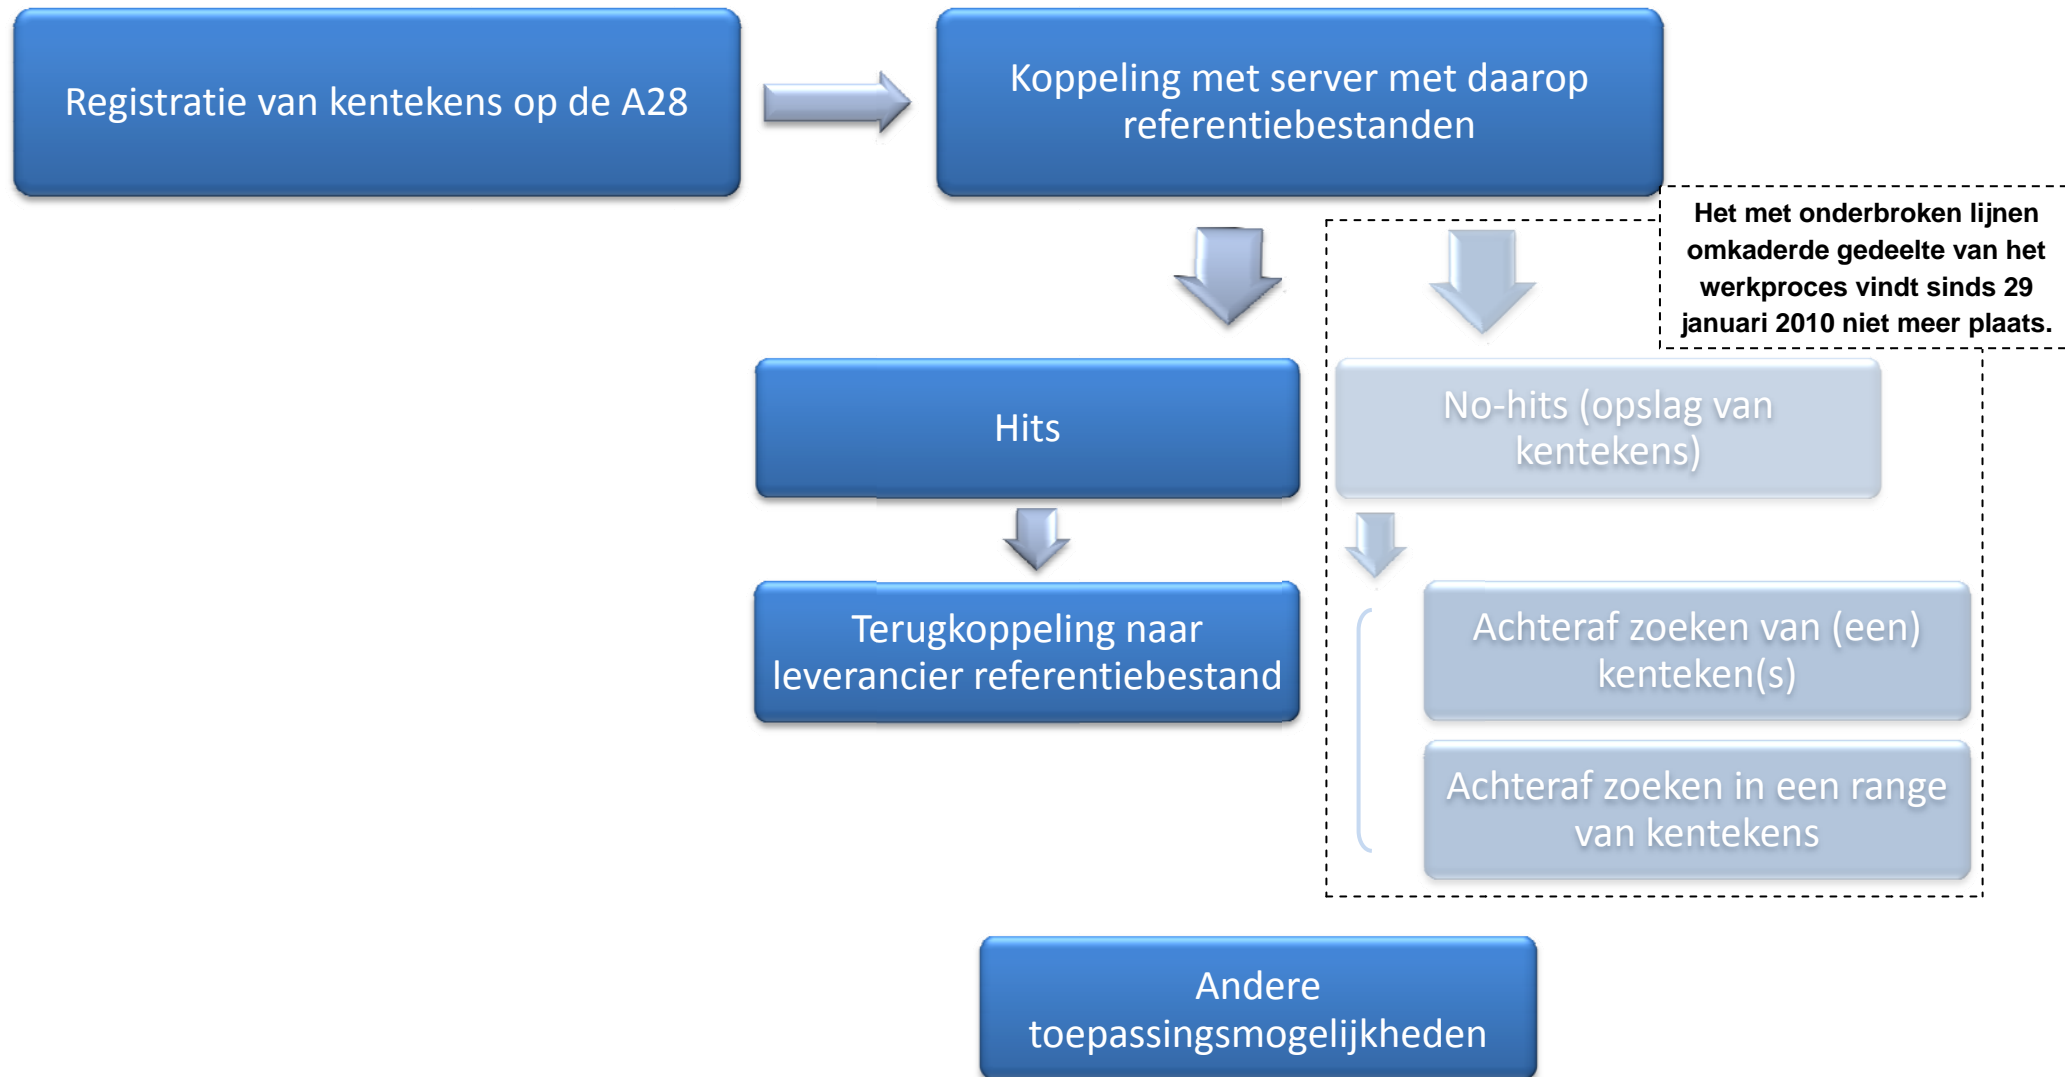 Registratie van kentekens op de A28
Koppeling met server met daarop
referentiebestanden
Het met onderbroken lijnen
omkaderde gedeelte van het
werkproces vindt sinds 29
januari 2010 niet meer plaats.
Hits
No-hits (opslag van
kentekens)
Terugkoppeling naar
leverancier referentiebestand
Achteraf zoeken van (een)
kenteken(s)
Achteraf zoeken in een range
van kentekens
Andere
toepassingsmogelijkheden